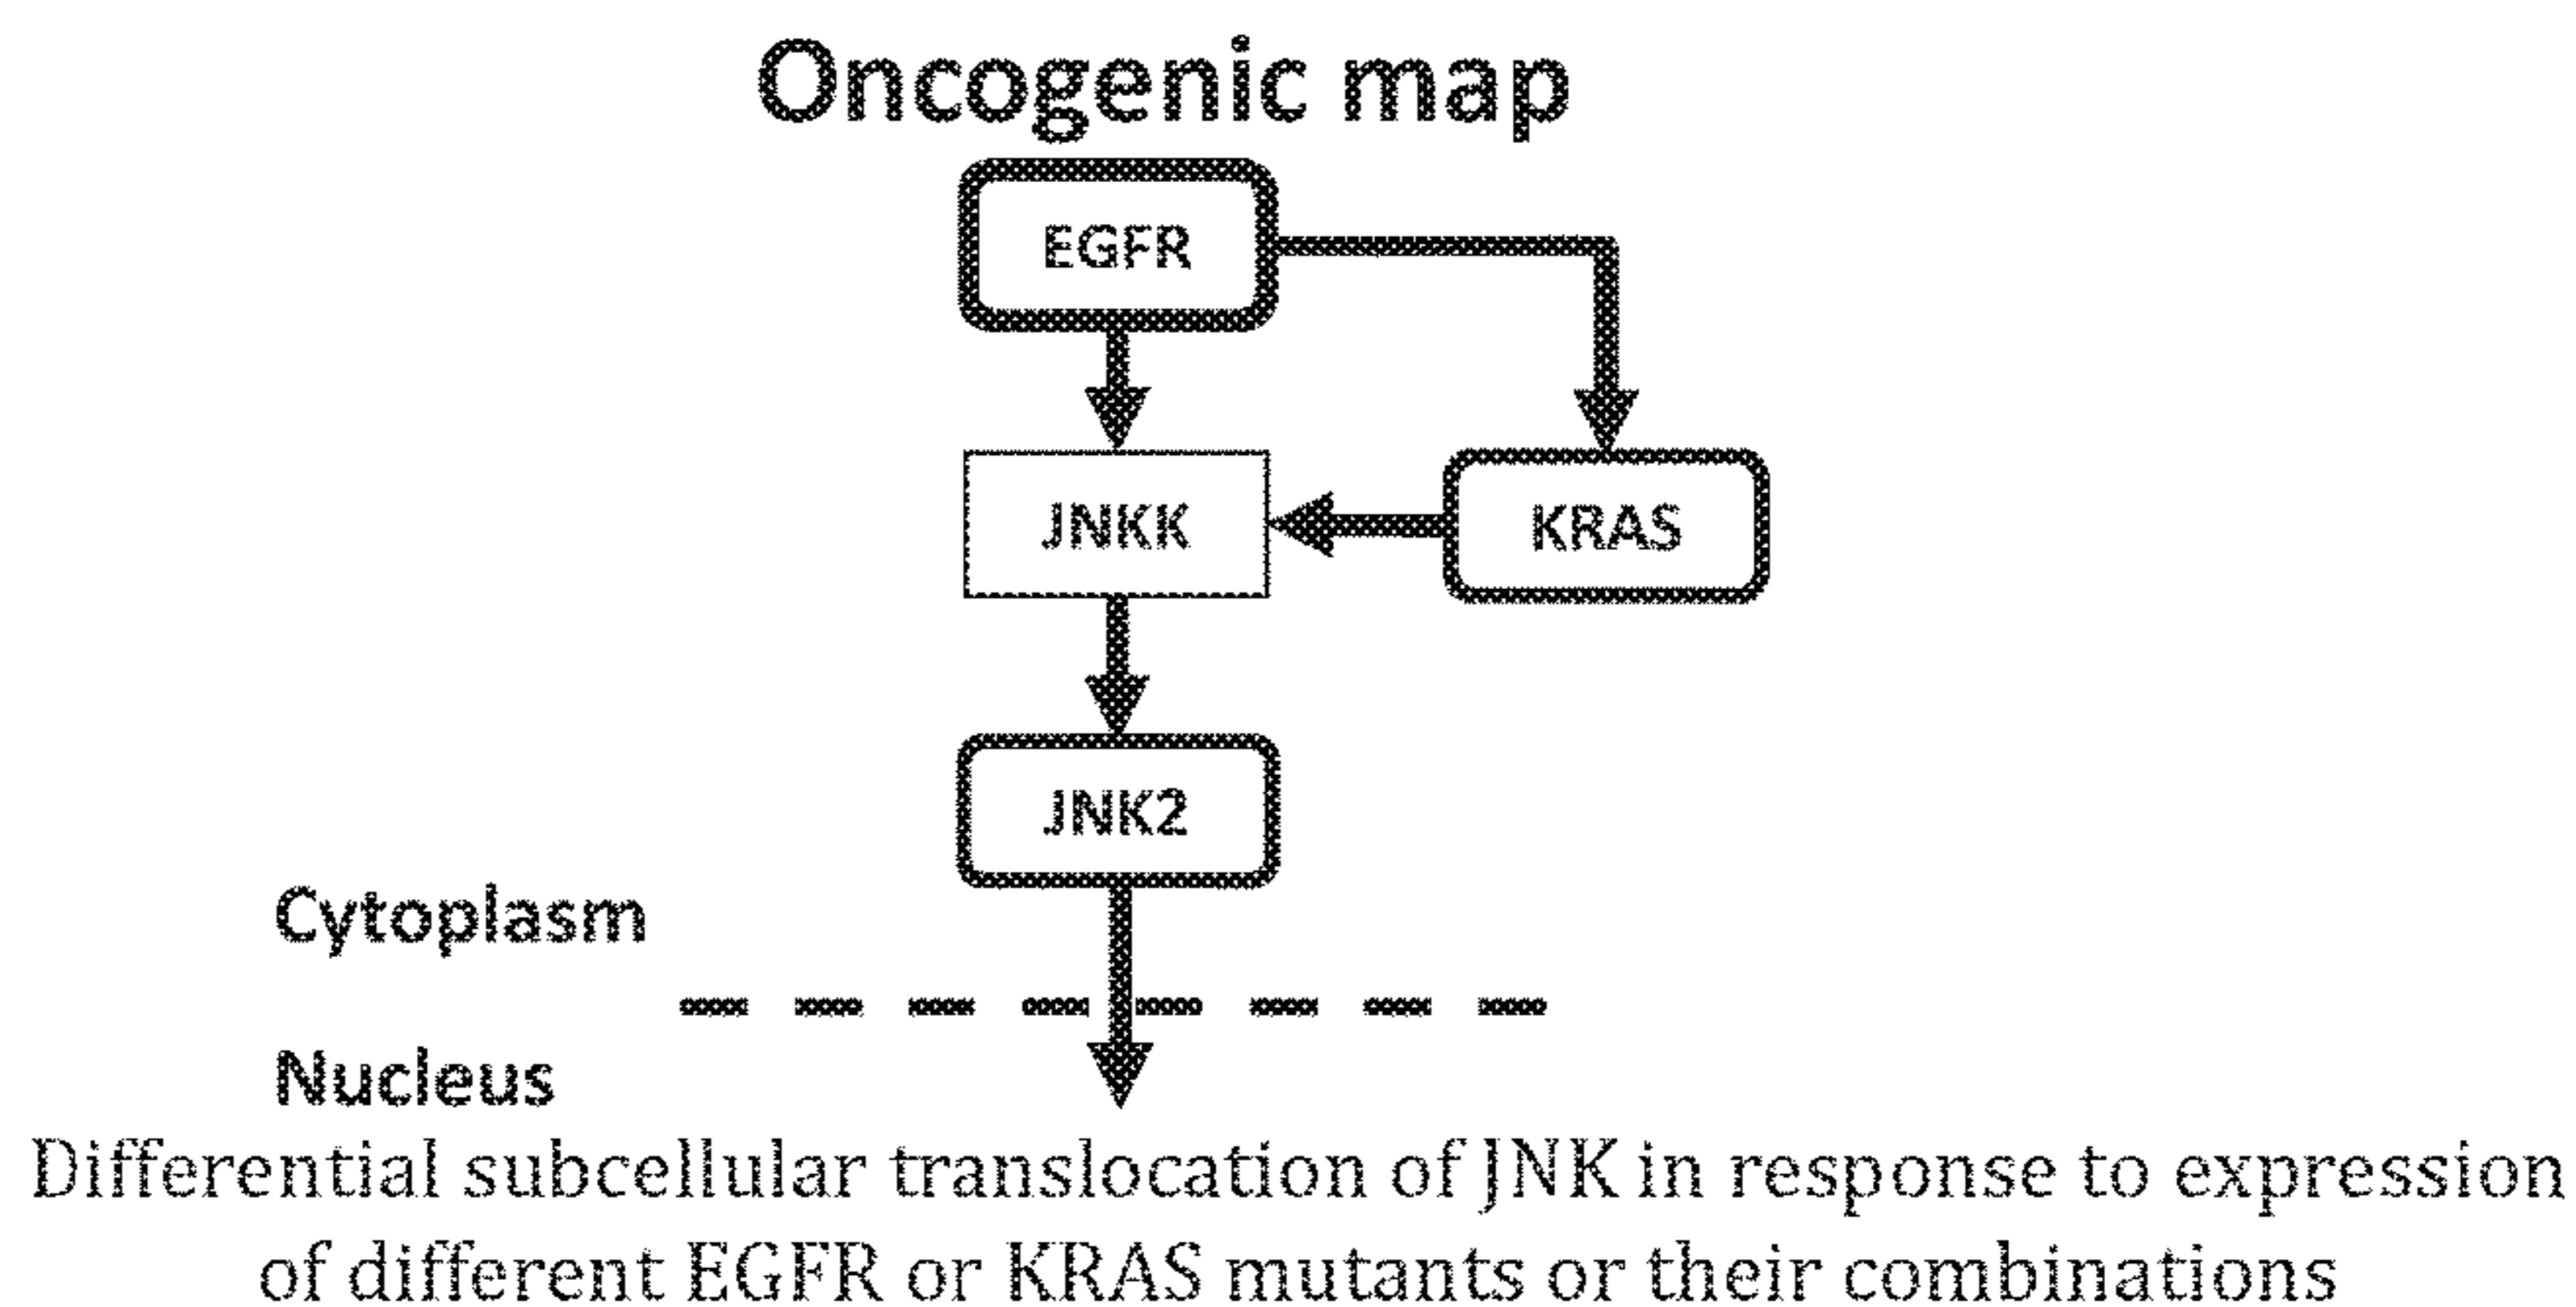 Oncogenic map
EGFR
JNKK
KRAS
JNK2
Cytoplasm
Nucleus
Differential subcellular translocation of JNK in response to expression
of different EGFR or KRAS mutants or their combinations